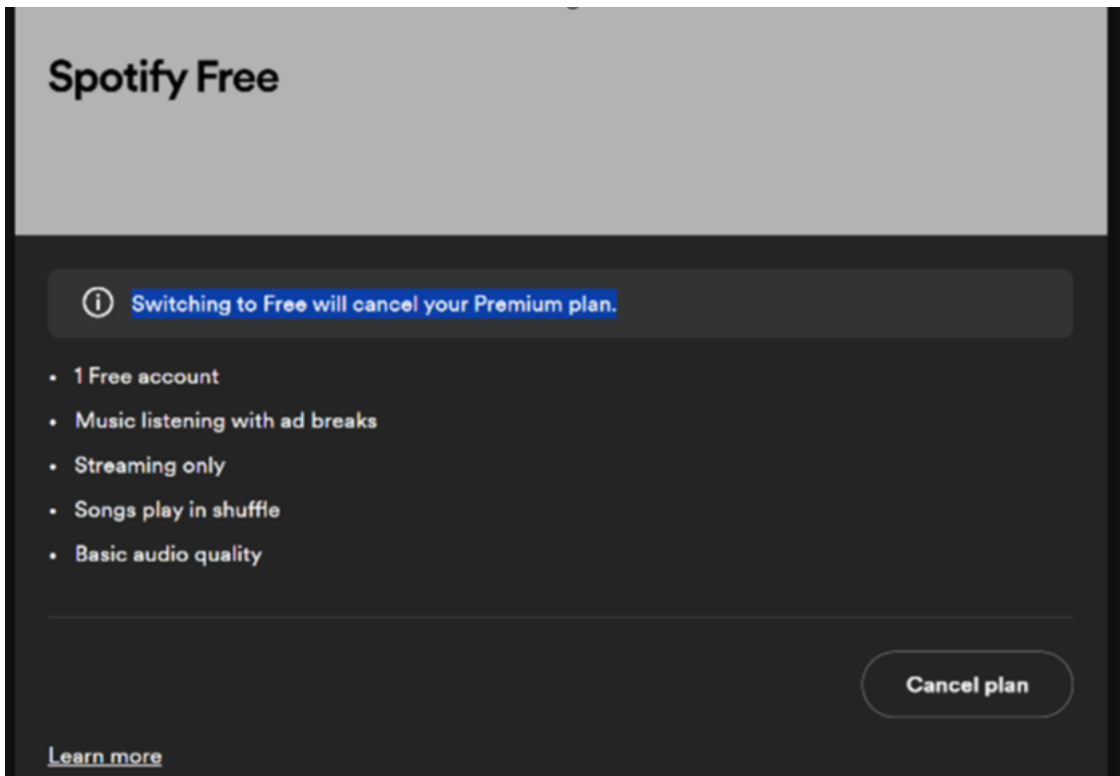 Spotify Free
Switching to Free will cancel your Premium plan.
• 1 Free account
• Music listening with ad breaks
• Streaming only
• Songs play in shuffle
• Basic audio quality
Cancel plan
Learn more